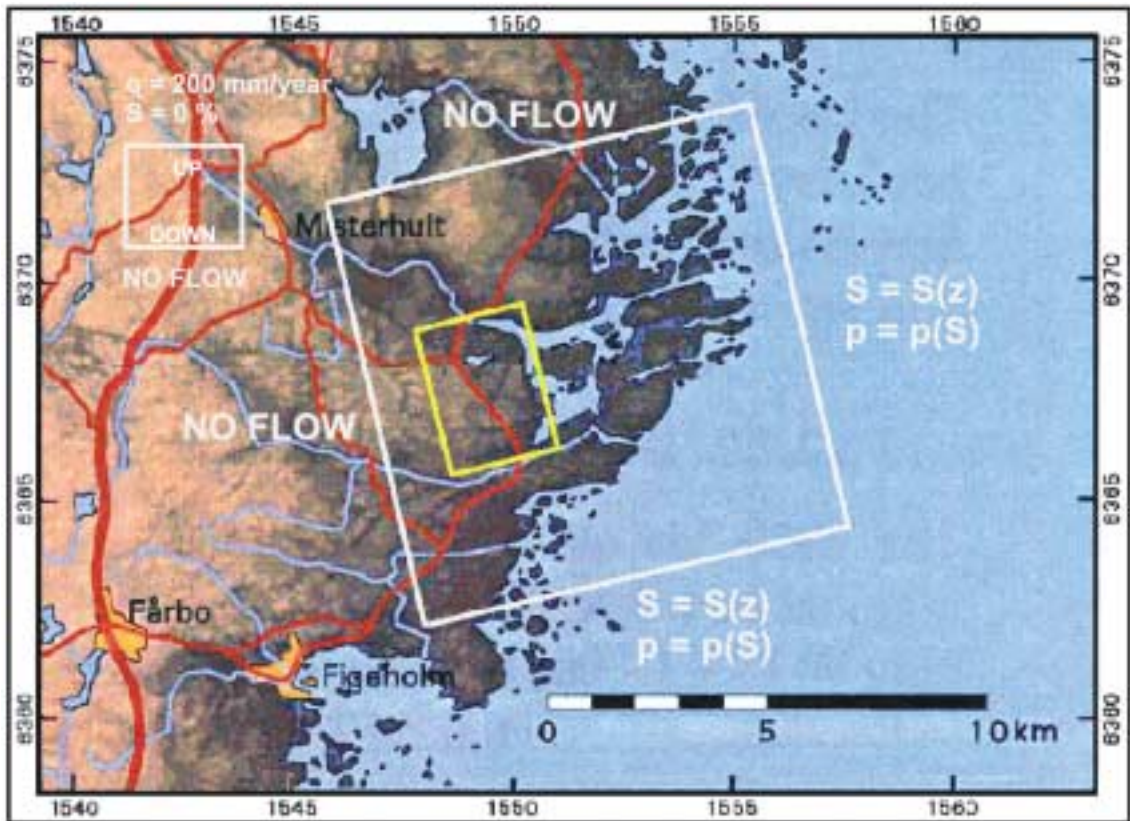 1540 1545 1550 1555 1560
6375
6375
q = 200 mm/year
S = 0 %
NO FLOW
UP
DOWN
Misterhult
NO FLOW
6370
6370
S = S(z)
p = p(S)
NO FLOW
6365
6365
S = S(z)
p = p(S)
Fårbo
Figeholm
6360
6360
0 5 10 km
1540 1545 1550 1555 1560